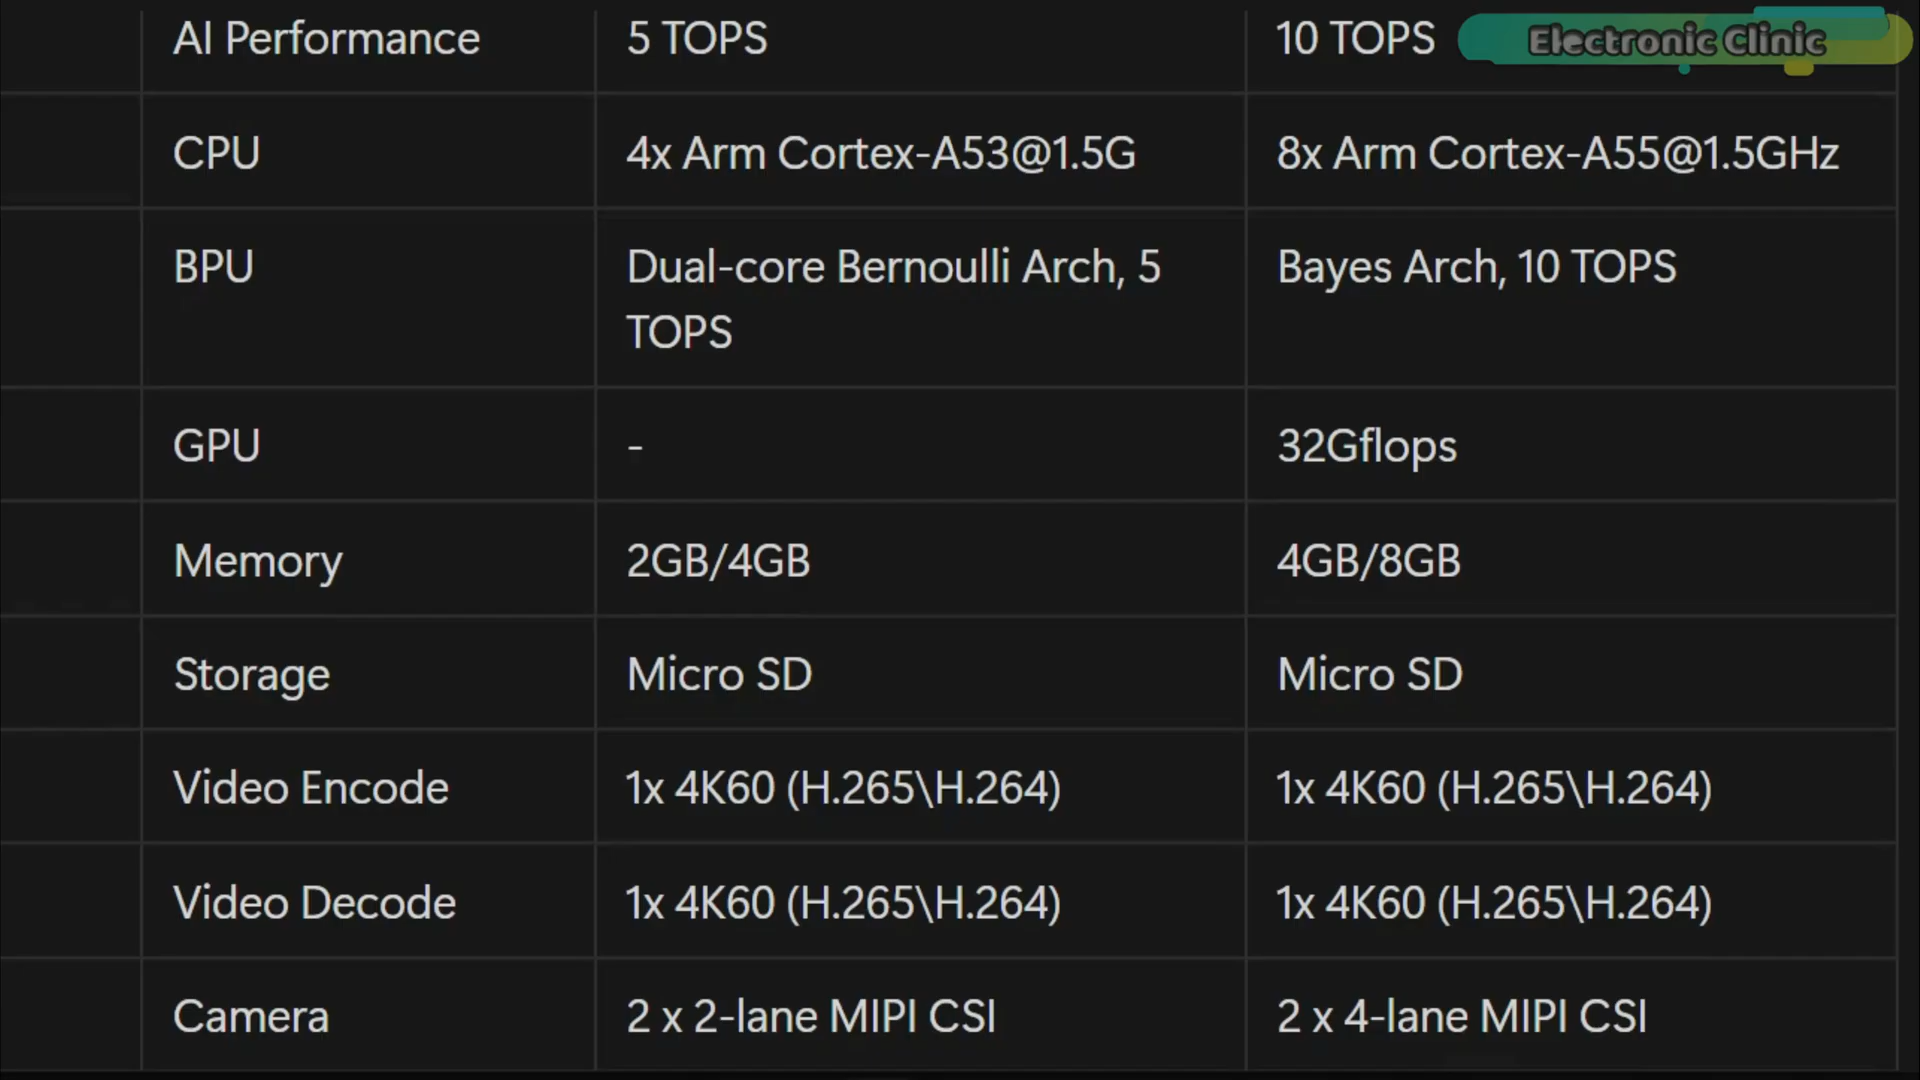 AI Performance 5 TOPS 10 TOPS
Electronic Clinic
CPU 4x Arm Cortex-A53@1.5G 8x Arm Cortex-A55@1.5GHz
BPU Dual-core Bernoulli Arch, 5 Bayes Arch, 10 TOPS
TOPS
GPU - 32Gflops
Memory 2GB/4GB 4GB/8GB
Storage Micro SD Micro SD
Video Encode 1x 4K60 (H.265\H.264) 1x 4K60 (H.265\H.264)
Video Decode 1x 4K60 (H.265\H.264) 1x 4K60 (H.265\H.264)
Camera 2 x 2-lane MIPI CSI 2 x 4-lane MIPI CSI